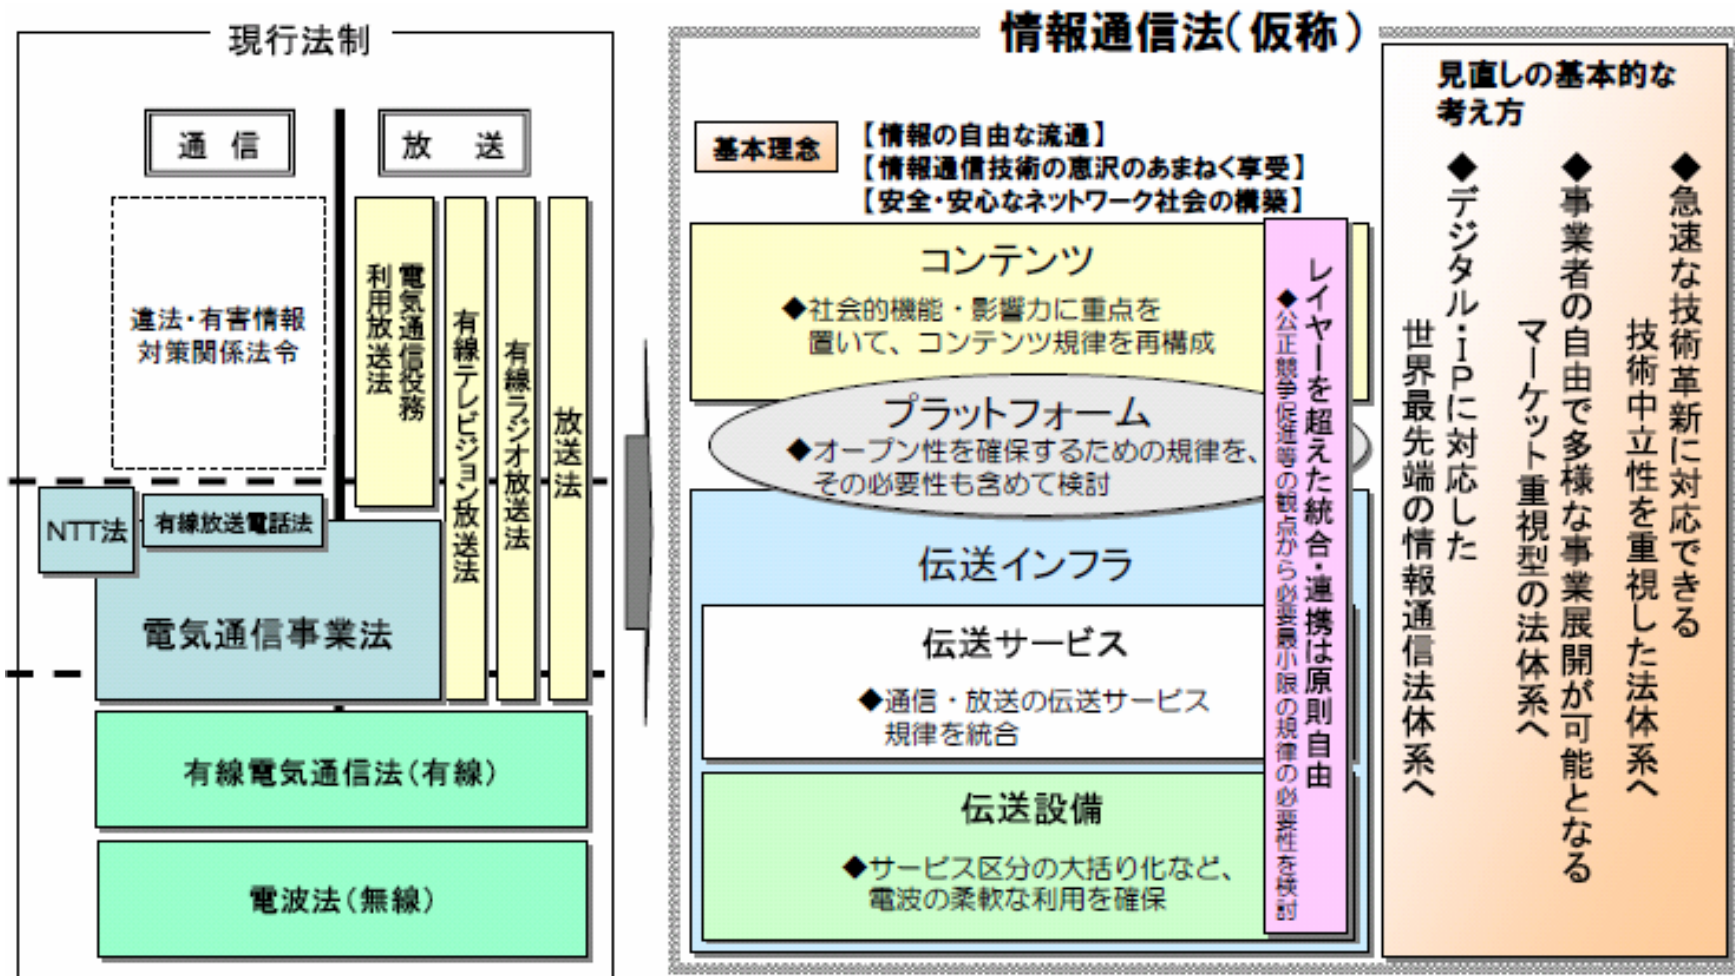 現行法制
通信
放送
違法・有害情報
対策関係法令
電気通信役務
利用放送法
有線テレビジョン放送法
有線ラジオ放送法
放送法
NTT法
有線放送電話法
電気通信事業法
有線電気通信法(有線)
電波法(無線)
情報通信法(仮称)
基本理念
【情報の自由な流通】
【情報通信技術の恵沢のあまねく享受】
【安全・安心なネットワーク社会の構築】
コンテンツ
◆社会的機能・影響力に重点を
置いて、コンテンツ規律を再構成
プラットフォーム
◆オープン性を確保するための規律を、
その必要性も含めて検討
伝送インフラ
伝送サービス
◆通信・放送の伝送サービス
規律を統合
伝送設備
◆サービス区分の大括り化など、
電波の柔軟な利用を確保
レイヤーを超えた統合・連携は原則自由
◆公正競争促進等の観点から必要最小限の規律の必要性を検討
見直しの基本的な
考え方
◆急速な技術革新に対応できる
技術中立性を重視した法体系へ
◆事業者の自由で多様な事業展開が可能となる
マーケット重視型の法体系へ
◆デジタル・IPに対応した
世界最先端の情報通信法体系へ